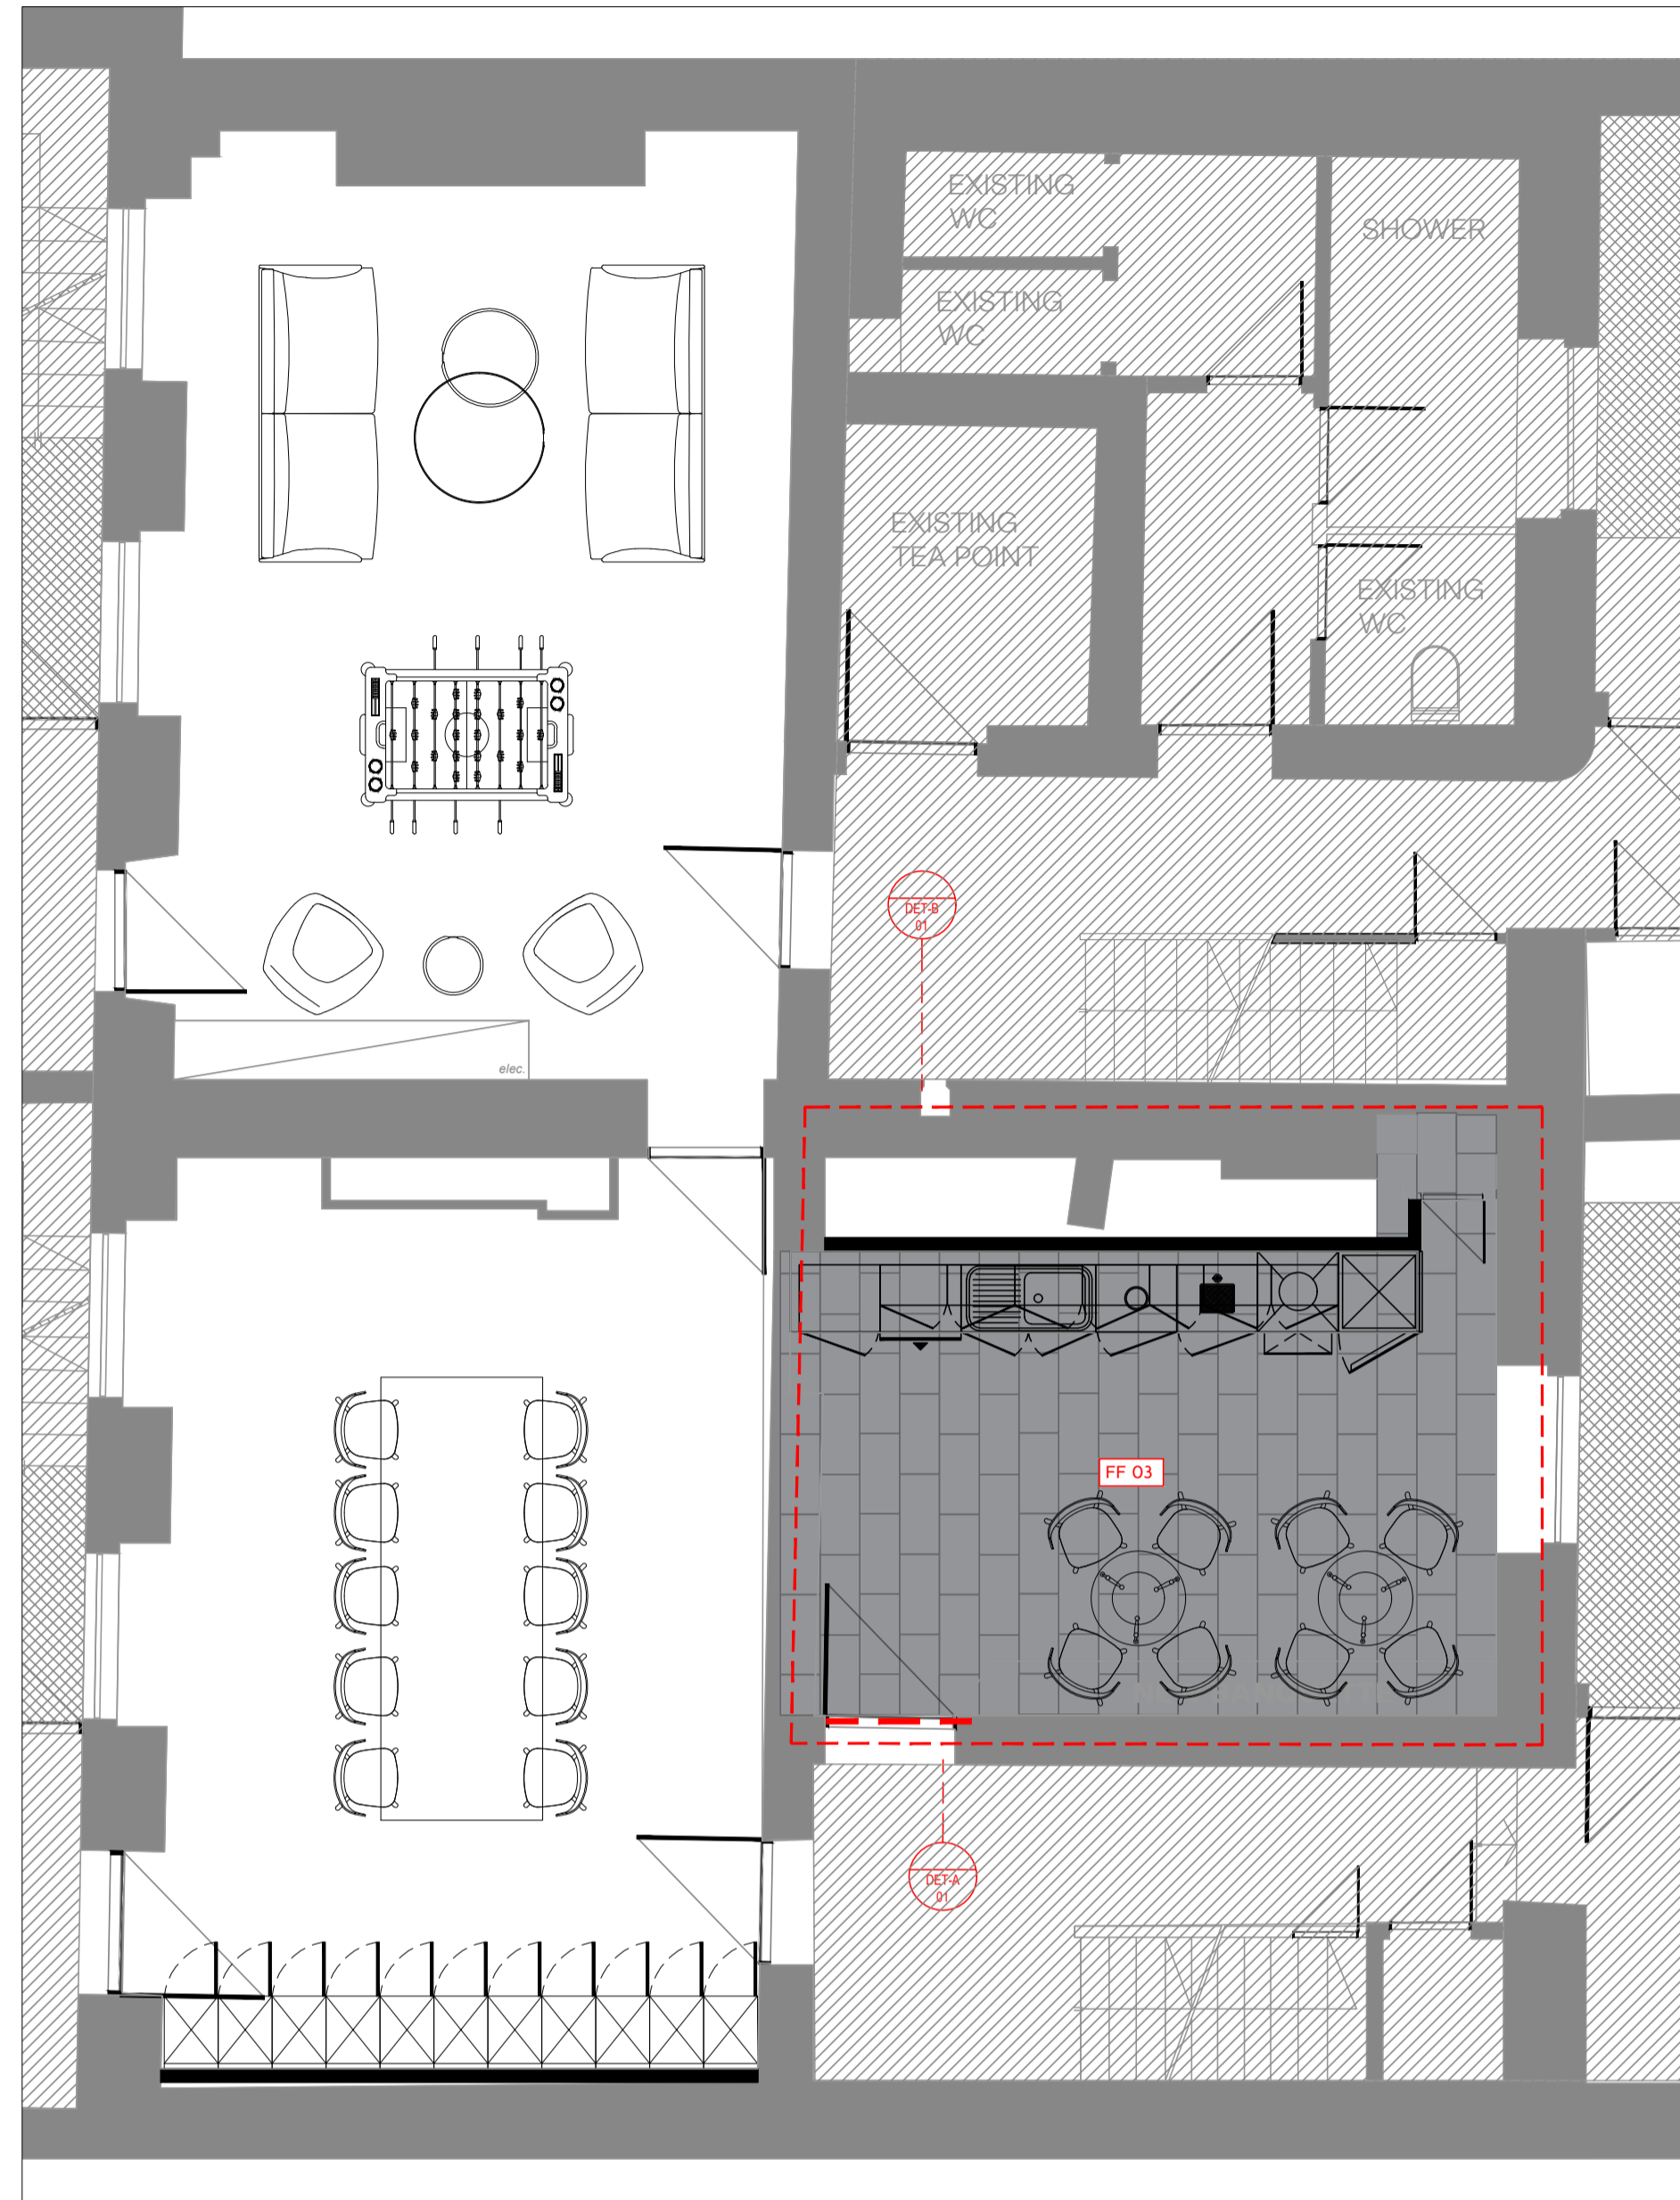 EXISTING
WC
SHOWER
EXISTING
WC
EXISTING
TEA POINT
EXISTING
WC
DET-B
01
elec.
FF 03
DET-A
01